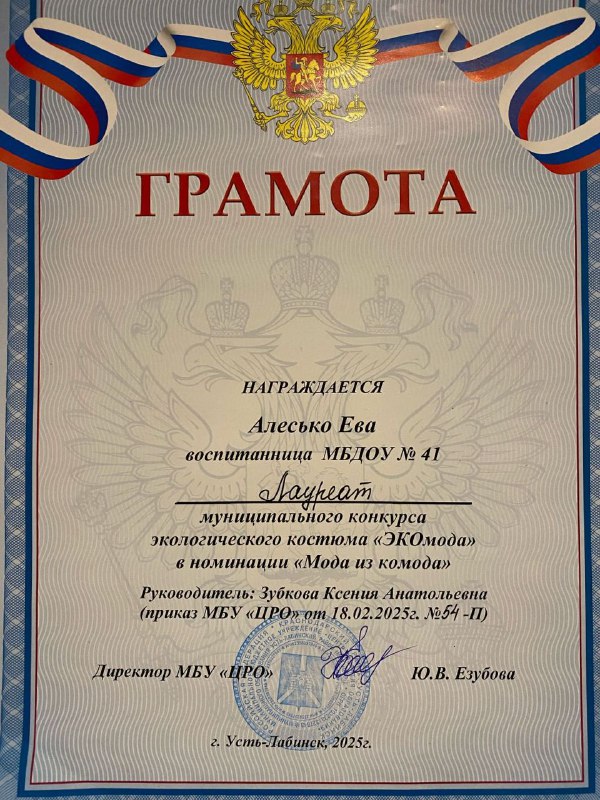 ГРАМОТА
НАГРАЖДАЕТСЯ
Алесько Ева
воспитанница МБДОУ № 41
Лауреат
муниципального конкурса
экологического костюма «ЭКОмода»
в номинации «Мода из комода»
Руководитель: Зубкова Ксения Анатольевна
(приказ МБУ «ЦРО» от 18.02.2025г. №54-П)
Директор МБУ «ЦРО» Ю.В. Езубова
г. Усть-Лабинск, 2025г.